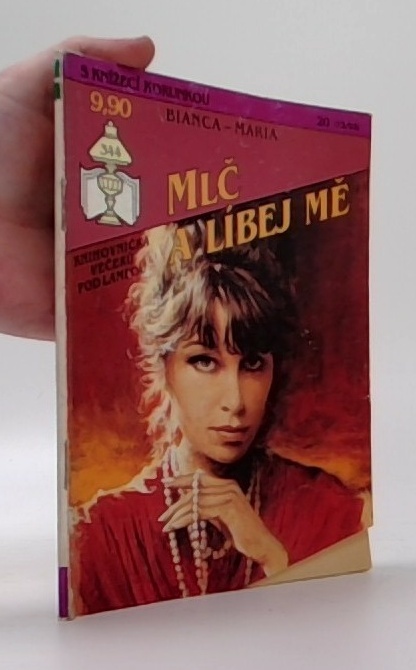 S KNÍŽECÍ KORUNKOU
9,90
BIANCA – MARIA
344
MLČ
A LÍBEJ MĚ
KNIHOVNIČKA
VEČERŮ
POD LAMPOU